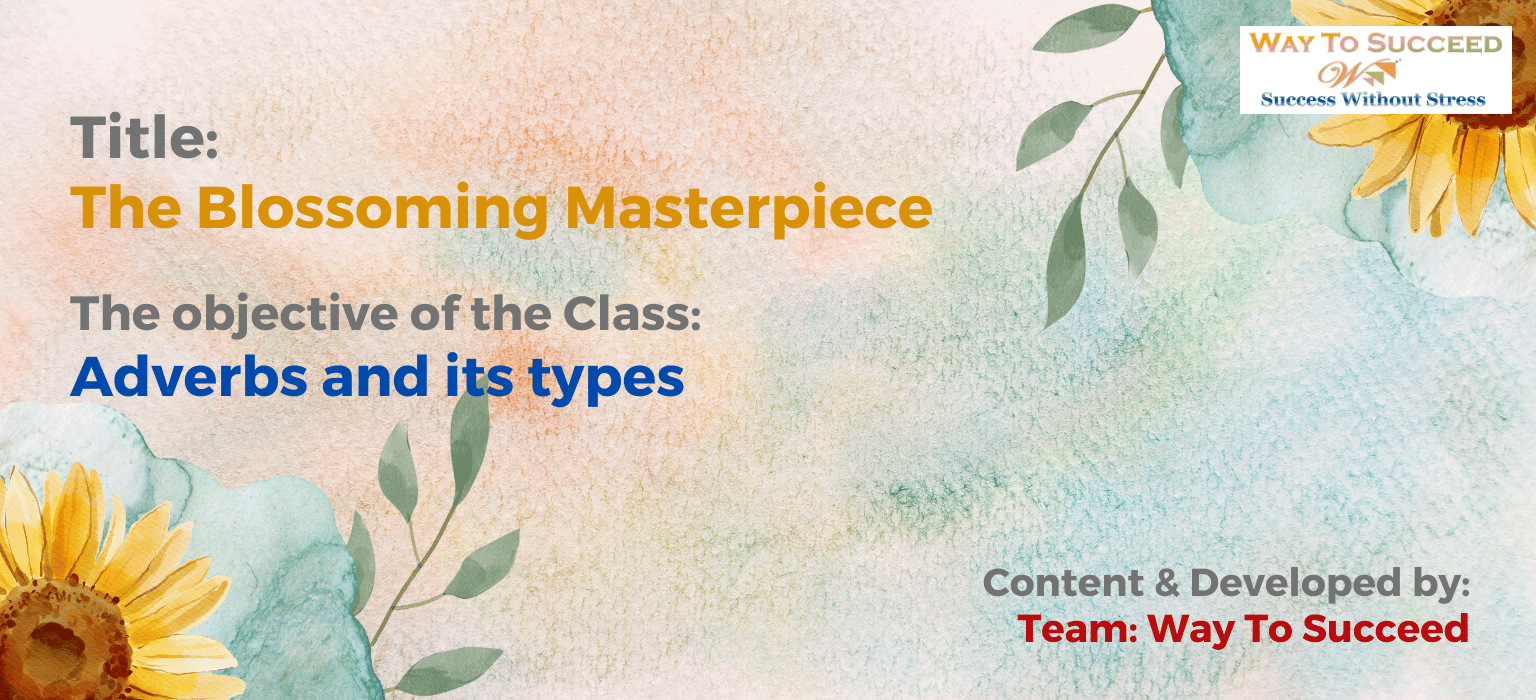 WAY TO SUCCEED
W
Success Without Stress
Title:
The Blossoming Masterpiece
The objective of the Class:
Adverbs and its types
Content & Developed by:
Team: Way To Succeed